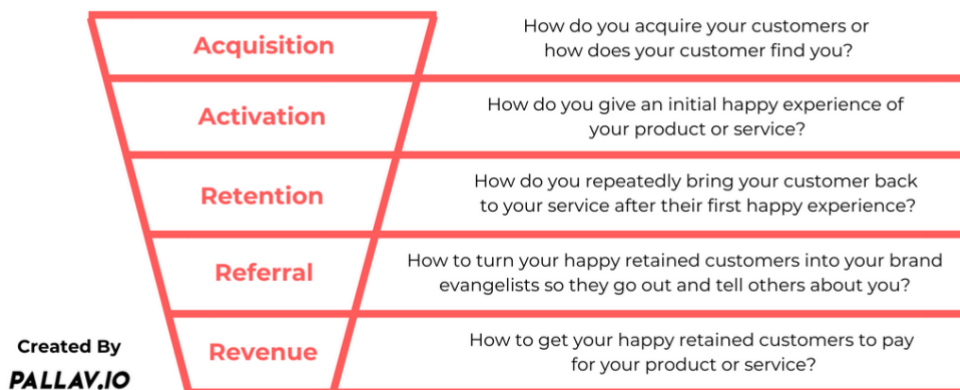 Acquisition
How do you acquire your customers or
how does your customer find you?
Activation
How do you give an initial happy experience of
your product or service?
Retention
How do you repeatedly bring your customer back
to your service after their first happy experience?
Referral
How to turn your happy retained customers into your brand
evangelists so they go out and tell others about you?
Revenue
How to get your happy retained customers to pay
for your product or service?
Created By
PALLAV.IO